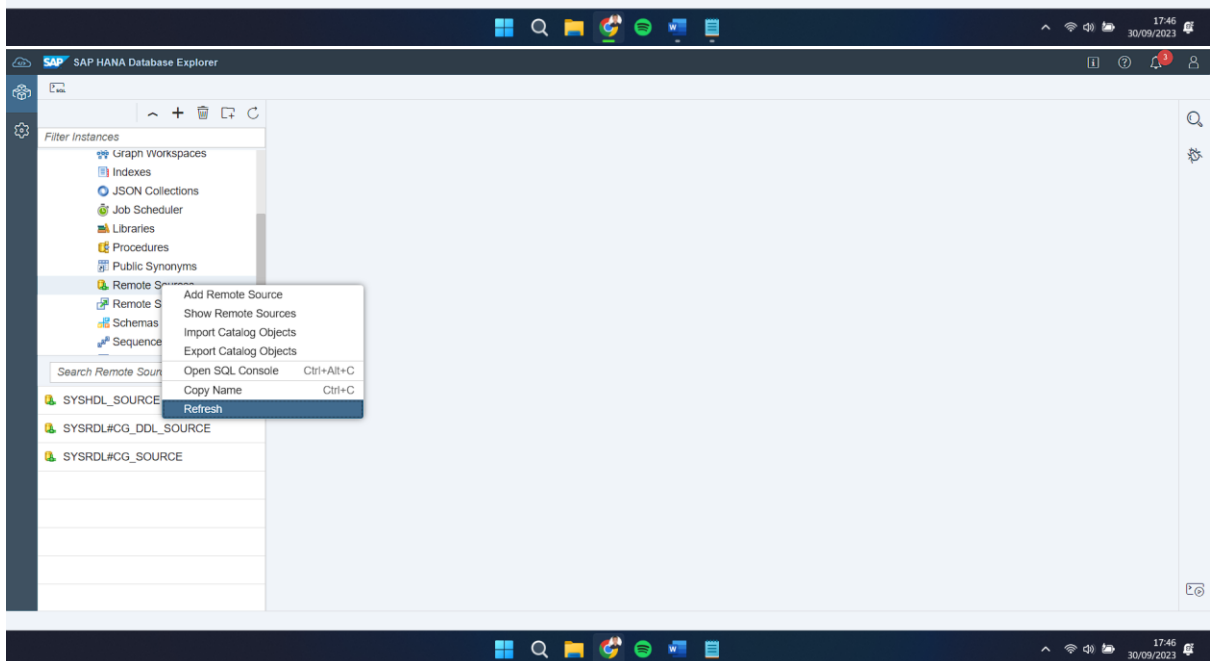 17:46
30/09/2023
SAP SAP HANA Database Explorer
3
SQL
Filter Instances
Graph Workspaces
Indexes
JSON Collections
Job Scheduler
Libraries
Procedures
Public Synonyms
Remote Sources
Remote S
Schemas
Sequence
Add Remote Source
Show Remote Sources
Import Catalog Objects
Export Catalog Objects
Open SQL Console Ctrl+Alt+C
Copy Name Ctrl+C
Refresh
Search Remote Sour
SYSHDL_SOURCE
SYSRDL#CG_DDL_SOURCE
SYSRDL#CG_SOURCE
17:46
30/09/2023